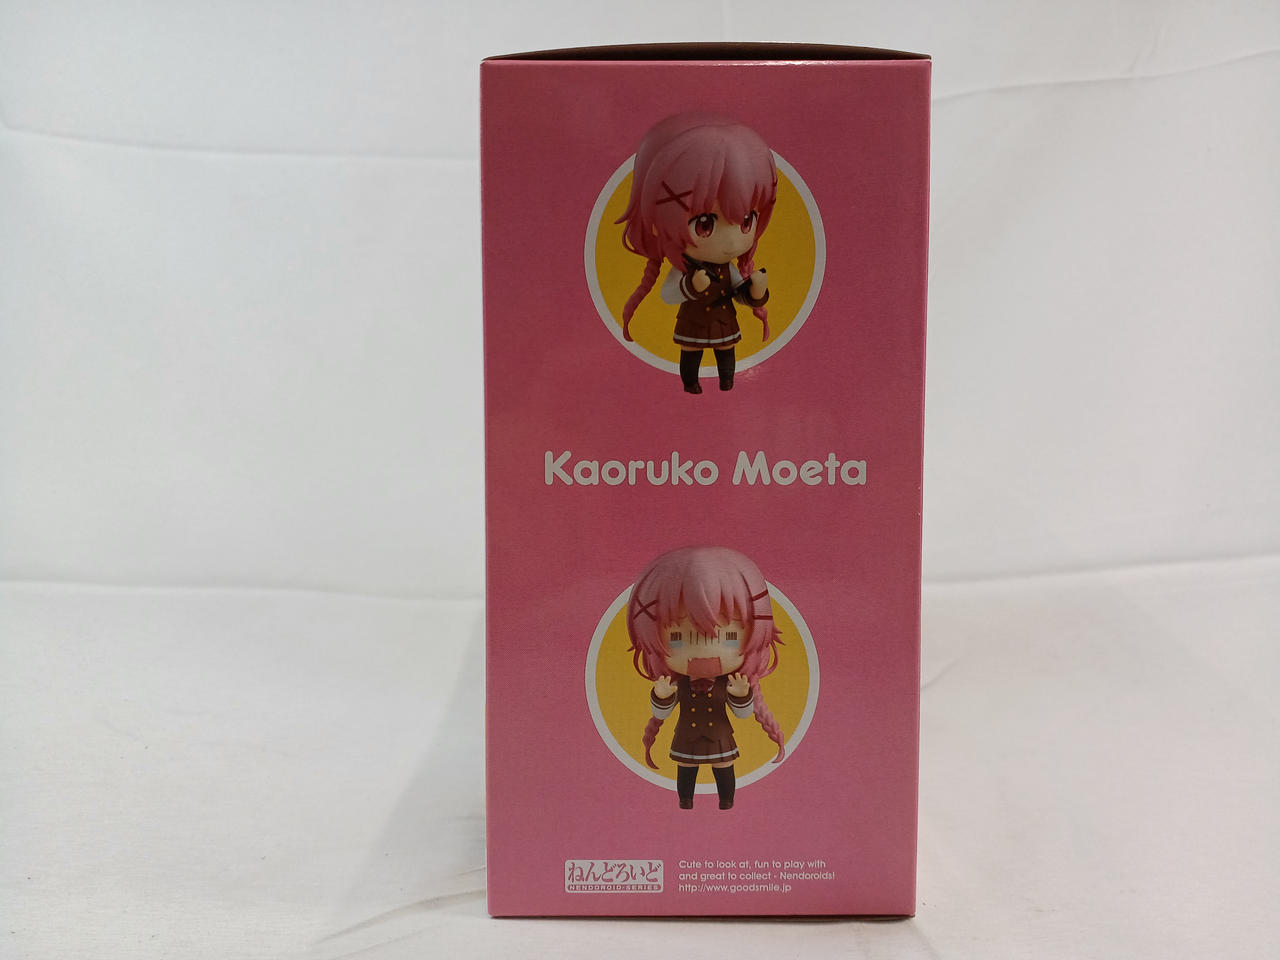 Kaoruko Moeta
ねんどろいど
NENDOROID-SERIES
Cute to look at, fun to play with
and great to collect - Nendoroids!
http://www.goodsmile.jp